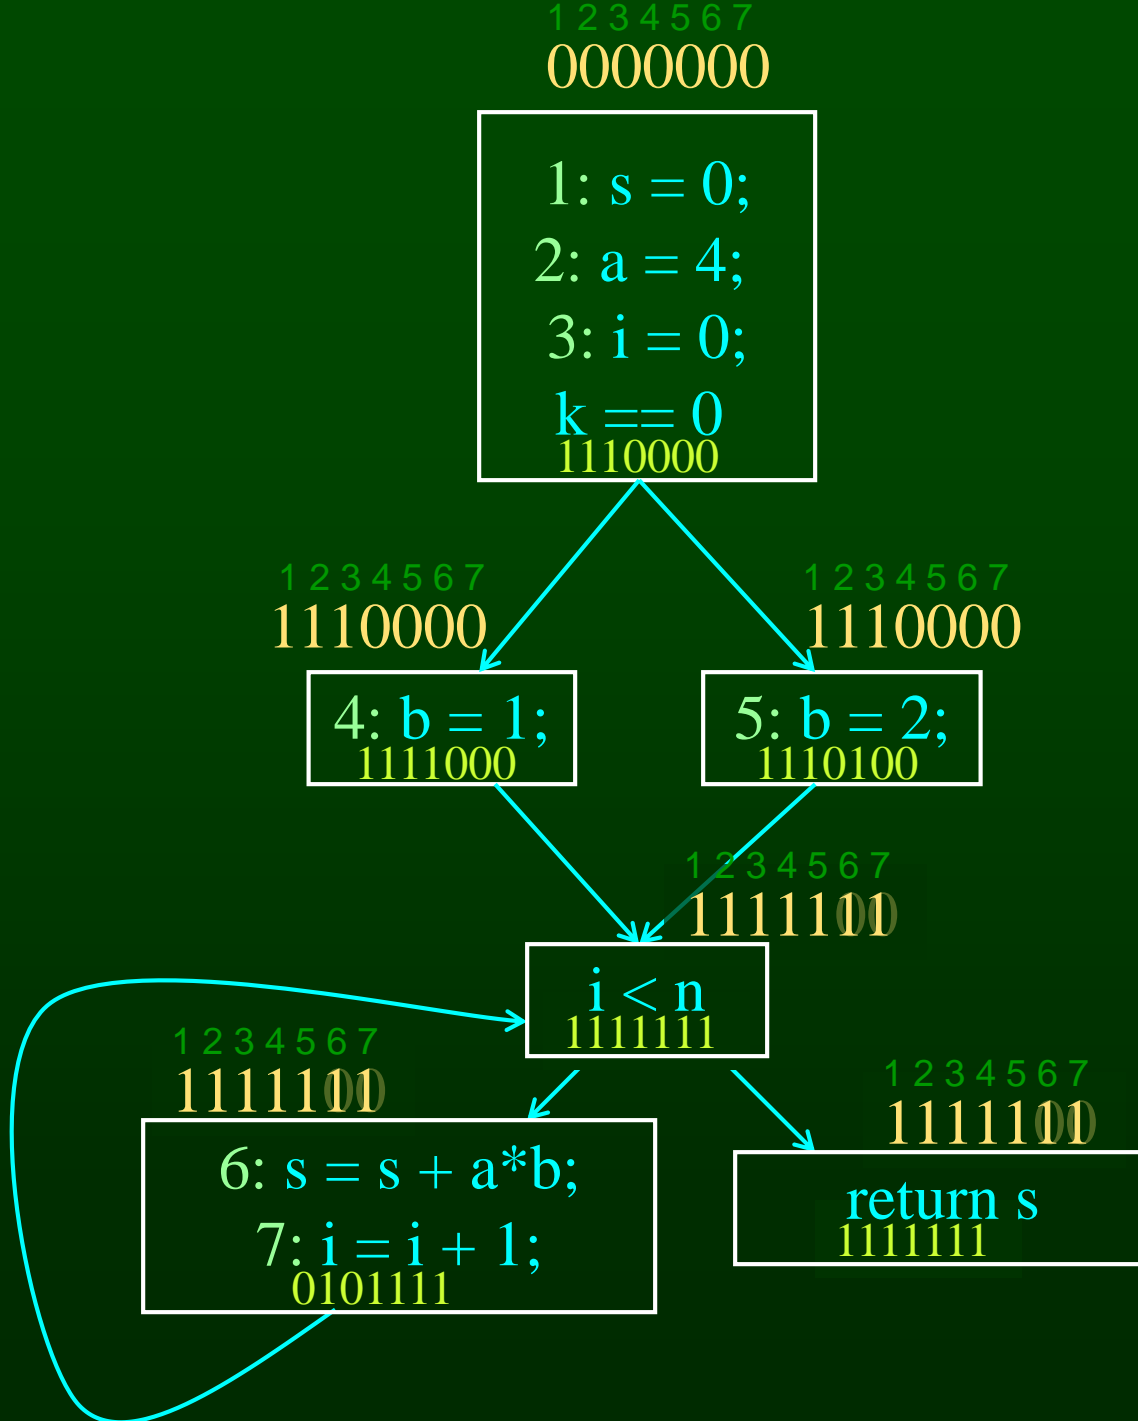 1 2 3 4 5 6 7
0000000
1: s = 0;
2: a = 4;
3: i = 0;
k == 0
1110000
1 2 3 4 5 6 7
1110000
4: b = 1;
1111000
1 2 3 4 5 6 7
1110000
5: b = 2;
1110100
1 2 3 4 5 6 7
1111111
i < n
1111111
1 2 3 4 5 6 7
1111111
6: s = s + a*b;
7: i = i + 1;
0101111
1 2 3 4 5 6 7
1111111
return s
1111111